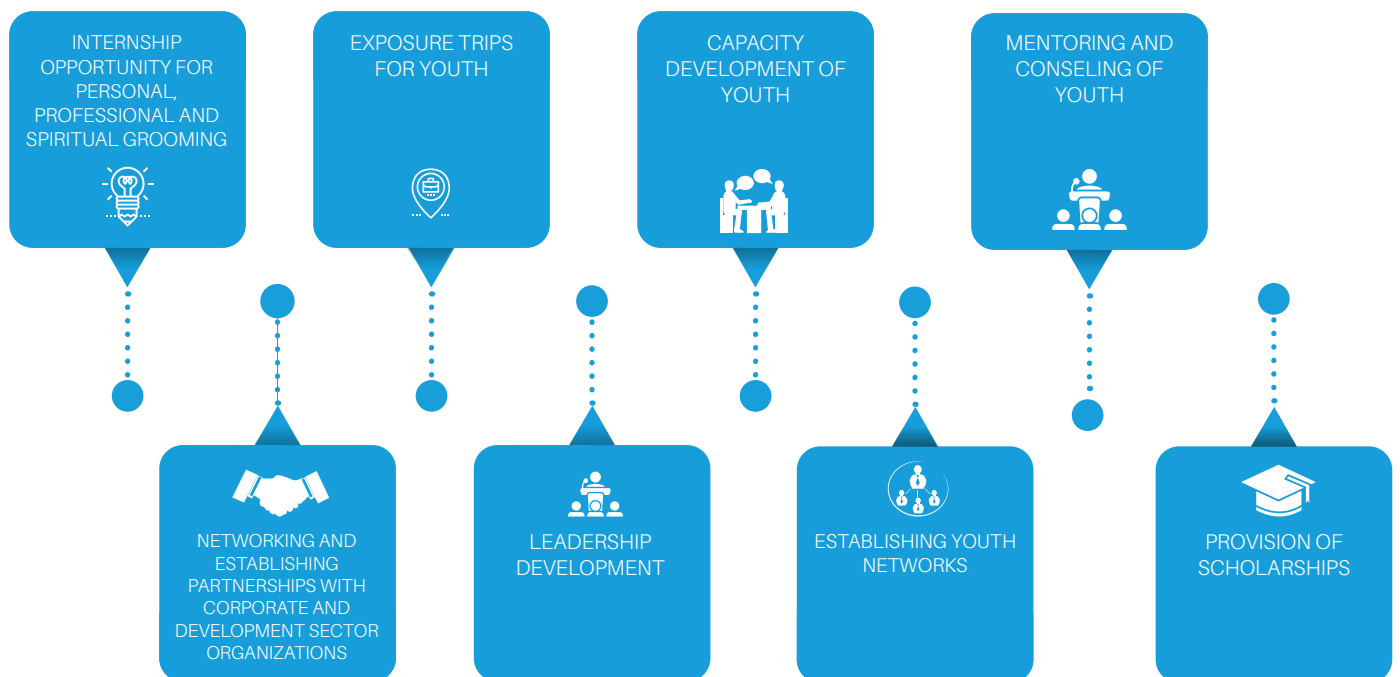 INTERNSHIP
OPPORTUNITY FOR
PERSONAL,
PROFESSIONAL AND
SPIRITUAL GROOMING
EXPOSURE TRIPS
FOR YOUTH
CAPACITY
DEVELOPMENT OF
YOUTH
MENTORING AND
CONSELING OF
YOUTH
NETWORKING AND
ESTABLISHING
PARTNERSHIPS WITH
CORPORATE AND
DEVELOPMENT SECTOR
ORGANIZATIONS
LEADERSHIP
DEVELOPMENT
ESTABLISHING YOUTH
NETWORKS
PROVISION OF
SCHOLARSHIPS